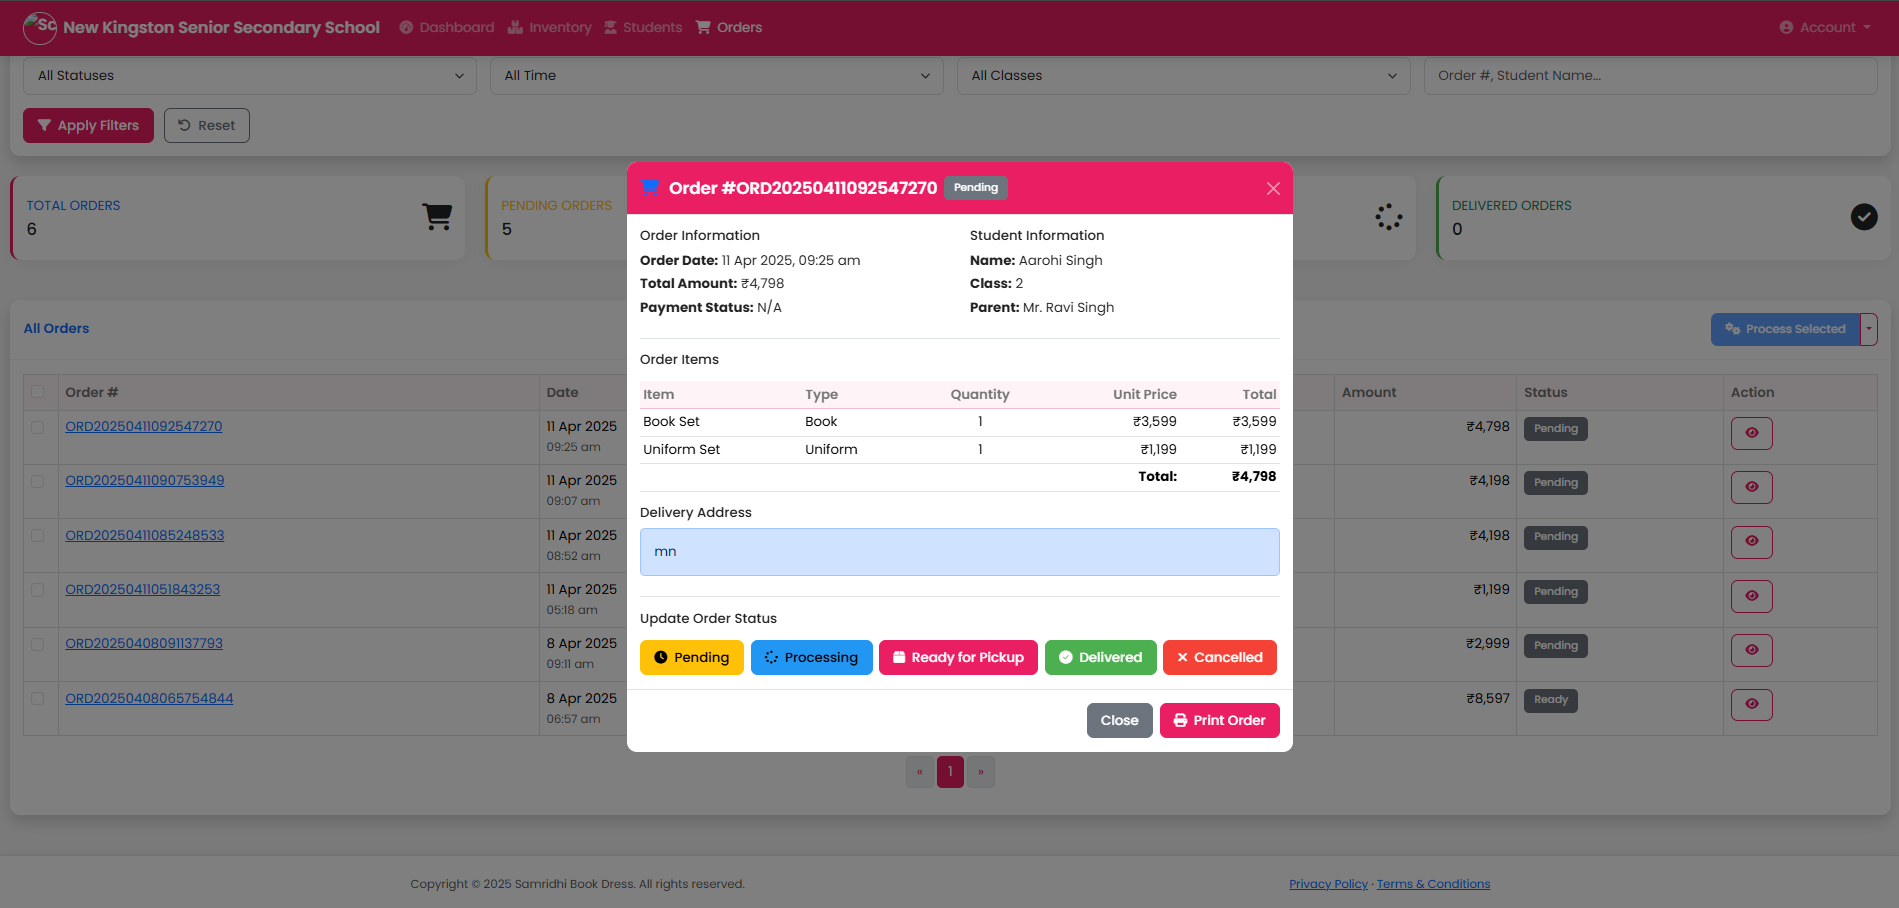 Sc New Kingston Senior Secondary School Dashboard Inventory Students Orders Account
All Statuses All Time All Classes Order #, Student Name...
Apply Filters Reset
TOTAL ORDERS
6
PENDING ORDERS
5
DELIVERED ORDERS
0
All Orders
Process Selected
Order # Date Amount Status Action
ORD20250411092547270 11 Apr 2025 ₹4,798 Pending
09:25 am
ORD20250411090753949 11 Apr 2025 ₹4,198 Pending
09:07 am
ORD20250411085248533 11 Apr 2025 ₹4,198 Pending
08:52 am
ORD20250411051843253 11 Apr 2025 ₹1,199 Pending
05:18 am
ORD20250408091137793 8 Apr 2025 ₹2,999 Pending
09:11 am
ORD20250408065754844 8 Apr 2025 ₹8,597 Ready
06:57 am
« 1 »
Order #ORD20250411092547270 Pending
Order Information
Order Date: 11 Apr 2025, 09:25 am
Total Amount: ₹4,798
Payment Status: N/A
Student Information
Name: Aarohi Singh
Class: 2
Parent: Mr. Ravi Singh
Order Items
Item Type Quantity Unit Price Total
Book Set Book 1 ₹3,599 ₹3,599
Uniform Set Uniform 1 ₹1,199 ₹1,199
Total: ₹4,798
Delivery Address
mn
Update Order Status
Pending Processing Ready for Pickup Delivered Cancelled
Close Print Order
Copyright © 2025 Samridhi Book Dress. All rights reserved. Privacy Policy · Terms & Conditions